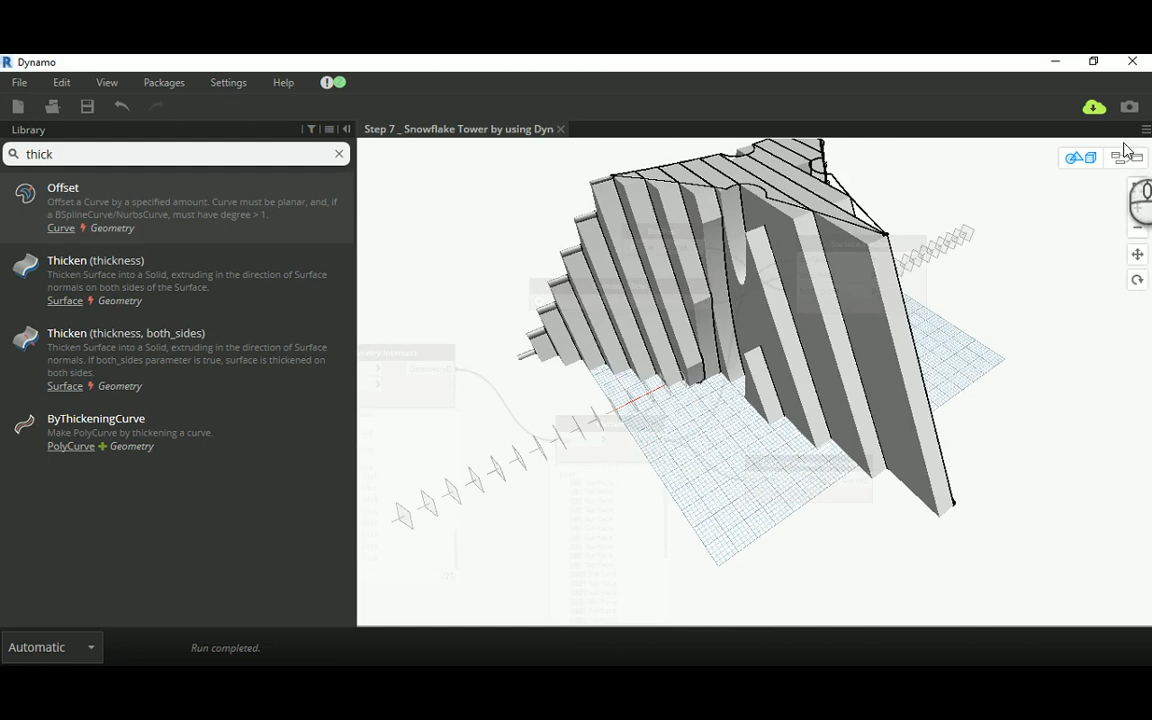 Dynamo
File Edit View Packages Settings Help
Library
Step 7 _ Snowflake Tower by using Dyn
thick
Offset
Offset a Curve by a specified amount. Curve must be planar, and, if
a BSplineCurve/NurbsCurve, must have degree > 1.
Curve Geometry
Thicken (thickness)
Thicken Surface into a Solid, extruding in the direction of Surface
normals on both sides of the Surface.
Surface Geometry
Thicken (thickness, both_sides)
Thicken Surface into a Solid, extruding in the direction of Surface
normals. If both_sides parameter is true, surface is thickened on
both sides.
Surface Geometry
ByThickeningCurve
Make PolyCurve by thickening a curve.
PolyCurve Geometry
Automatic
Run completed.